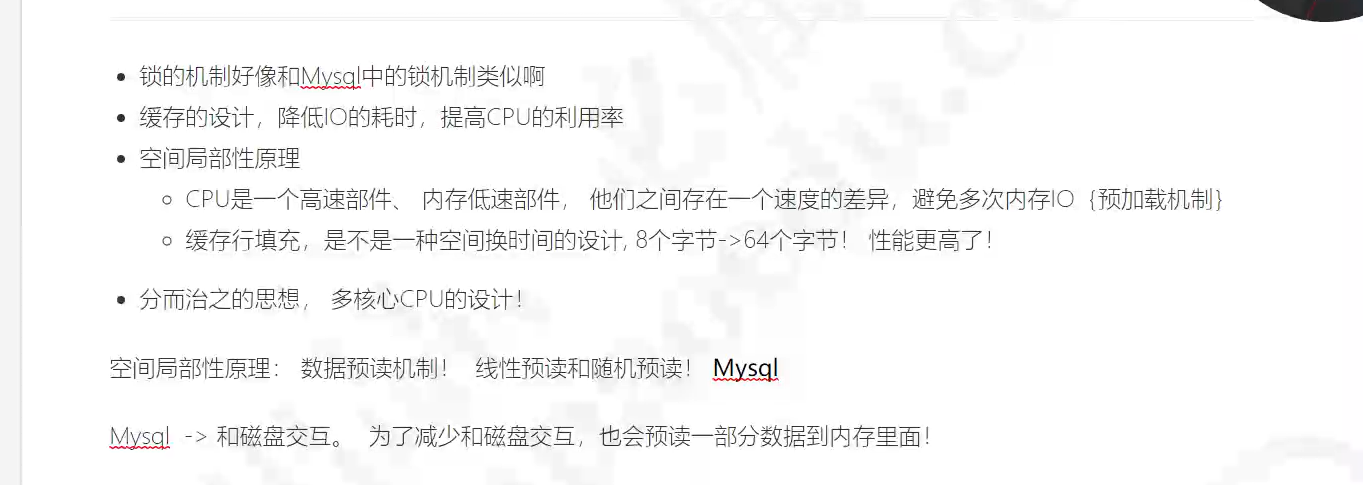 锁的机制好像和Mysql中的锁机制类似啊
缓存的设计，降低IO的耗时，提高CPU的利用率
空间局部性原理
CPU是一个高速部件、 内存低速部件， 他们之间存在一个速度的差异，避免多次内存IO｛预加载机制｝
缓存行填充，是不是一种空间换时间的设计, 8个字节->64个字节！ 性能更高了！
分而治之的思想， 多核心CPU的设计！
空间局部性原理： 数据预读机制！ 线性预读和随机预读！ Mysql
Mysql -> 和磁盘交互。 为了减少和磁盘交互，也会预读一部分数据到内存里面！